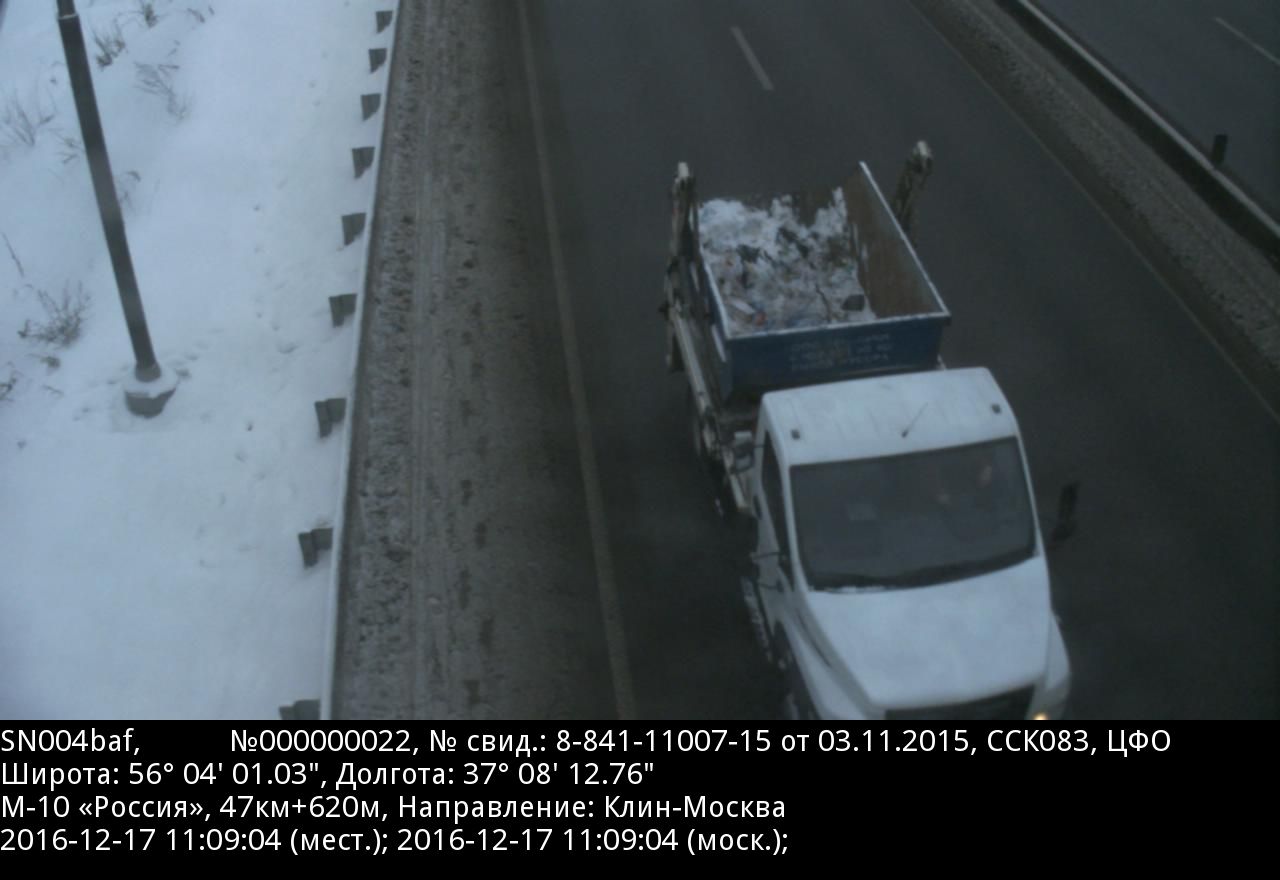 SN004baf, №000000022, № свид.: 8-841-11007-15 от 03.11.2015, ССК083, ЦФО
Широта: 56° 04' 01.03", Долгота: 37° 08' 12.76"
М-10 «Россия», 47км+620м, Направление: Клин-Москва
2016-12-17 11:09:04 (мест.); 2016-12-17 11:09:04 (моск.);